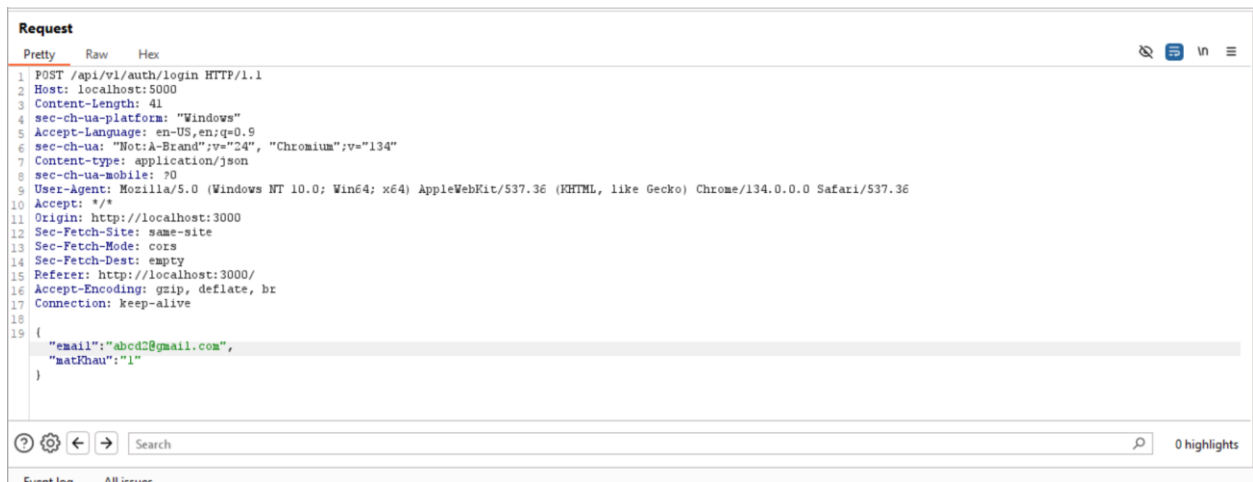 Request
Pretty Raw Hex \n
1 POST /api/v1/auth/login HTTP/1.1
2 Host: localhost:5000
3 Content-Length: 41
4 sec-ch-ua-platform: "Windows"
5 Accept-Language: en-US,en;q=0.9
6 sec-ch-ua: "Not:A-Brand";v="24", "Chromium";v="134"
7 Content-type: application/json
8 sec-ch-ua-mobile: ?0
9 User-Agent: Mozilla/5.0 (Windows NT 10.0; Win64; x64) AppleWebKit/537.36 (KHTML, like Gecko) Chrome/134.0.0.0 Safari/537.36
10 Accept: */*
11 Origin: http://localhost:3000
12 Sec-Fetch-Site: same-site
13 Sec-Fetch-Mode: cors
14 Sec-Fetch-Dest: empty
15 Referer: http://localhost:3000/
16 Accept-Encoding: gzip, deflate, br
17 Connection: keep-alive
18
19 {
"email":"abcd2@gmail.com",
"matKhau":"1"
}
Search 0 highlights
Event log All issues